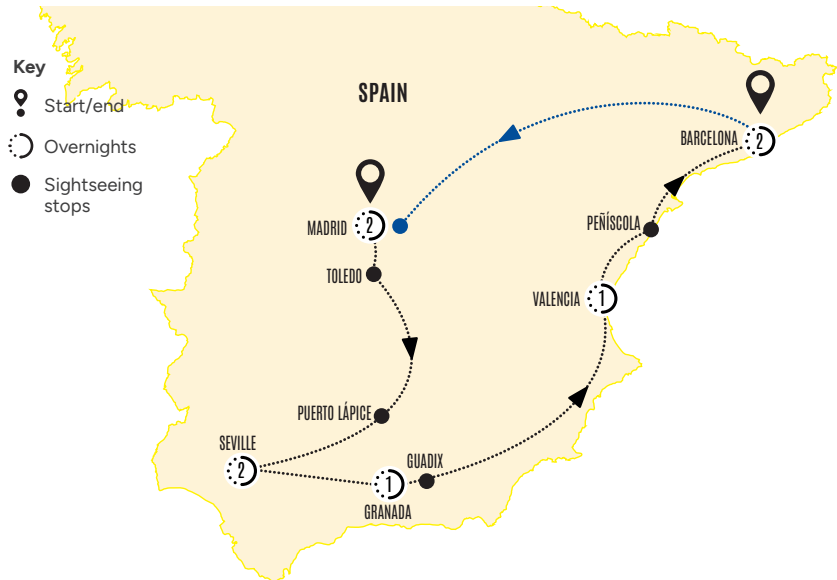 Key
Start/end
Overnights
Sightseeing
stops
SPAIN
BARCELONA
2
MADRID
2
PEÑÍSCOLA
TOLEDO
VALENCIA
1
PUERTO LÁPICE
SEVILLE
2
GUADIX
1
GRANADA